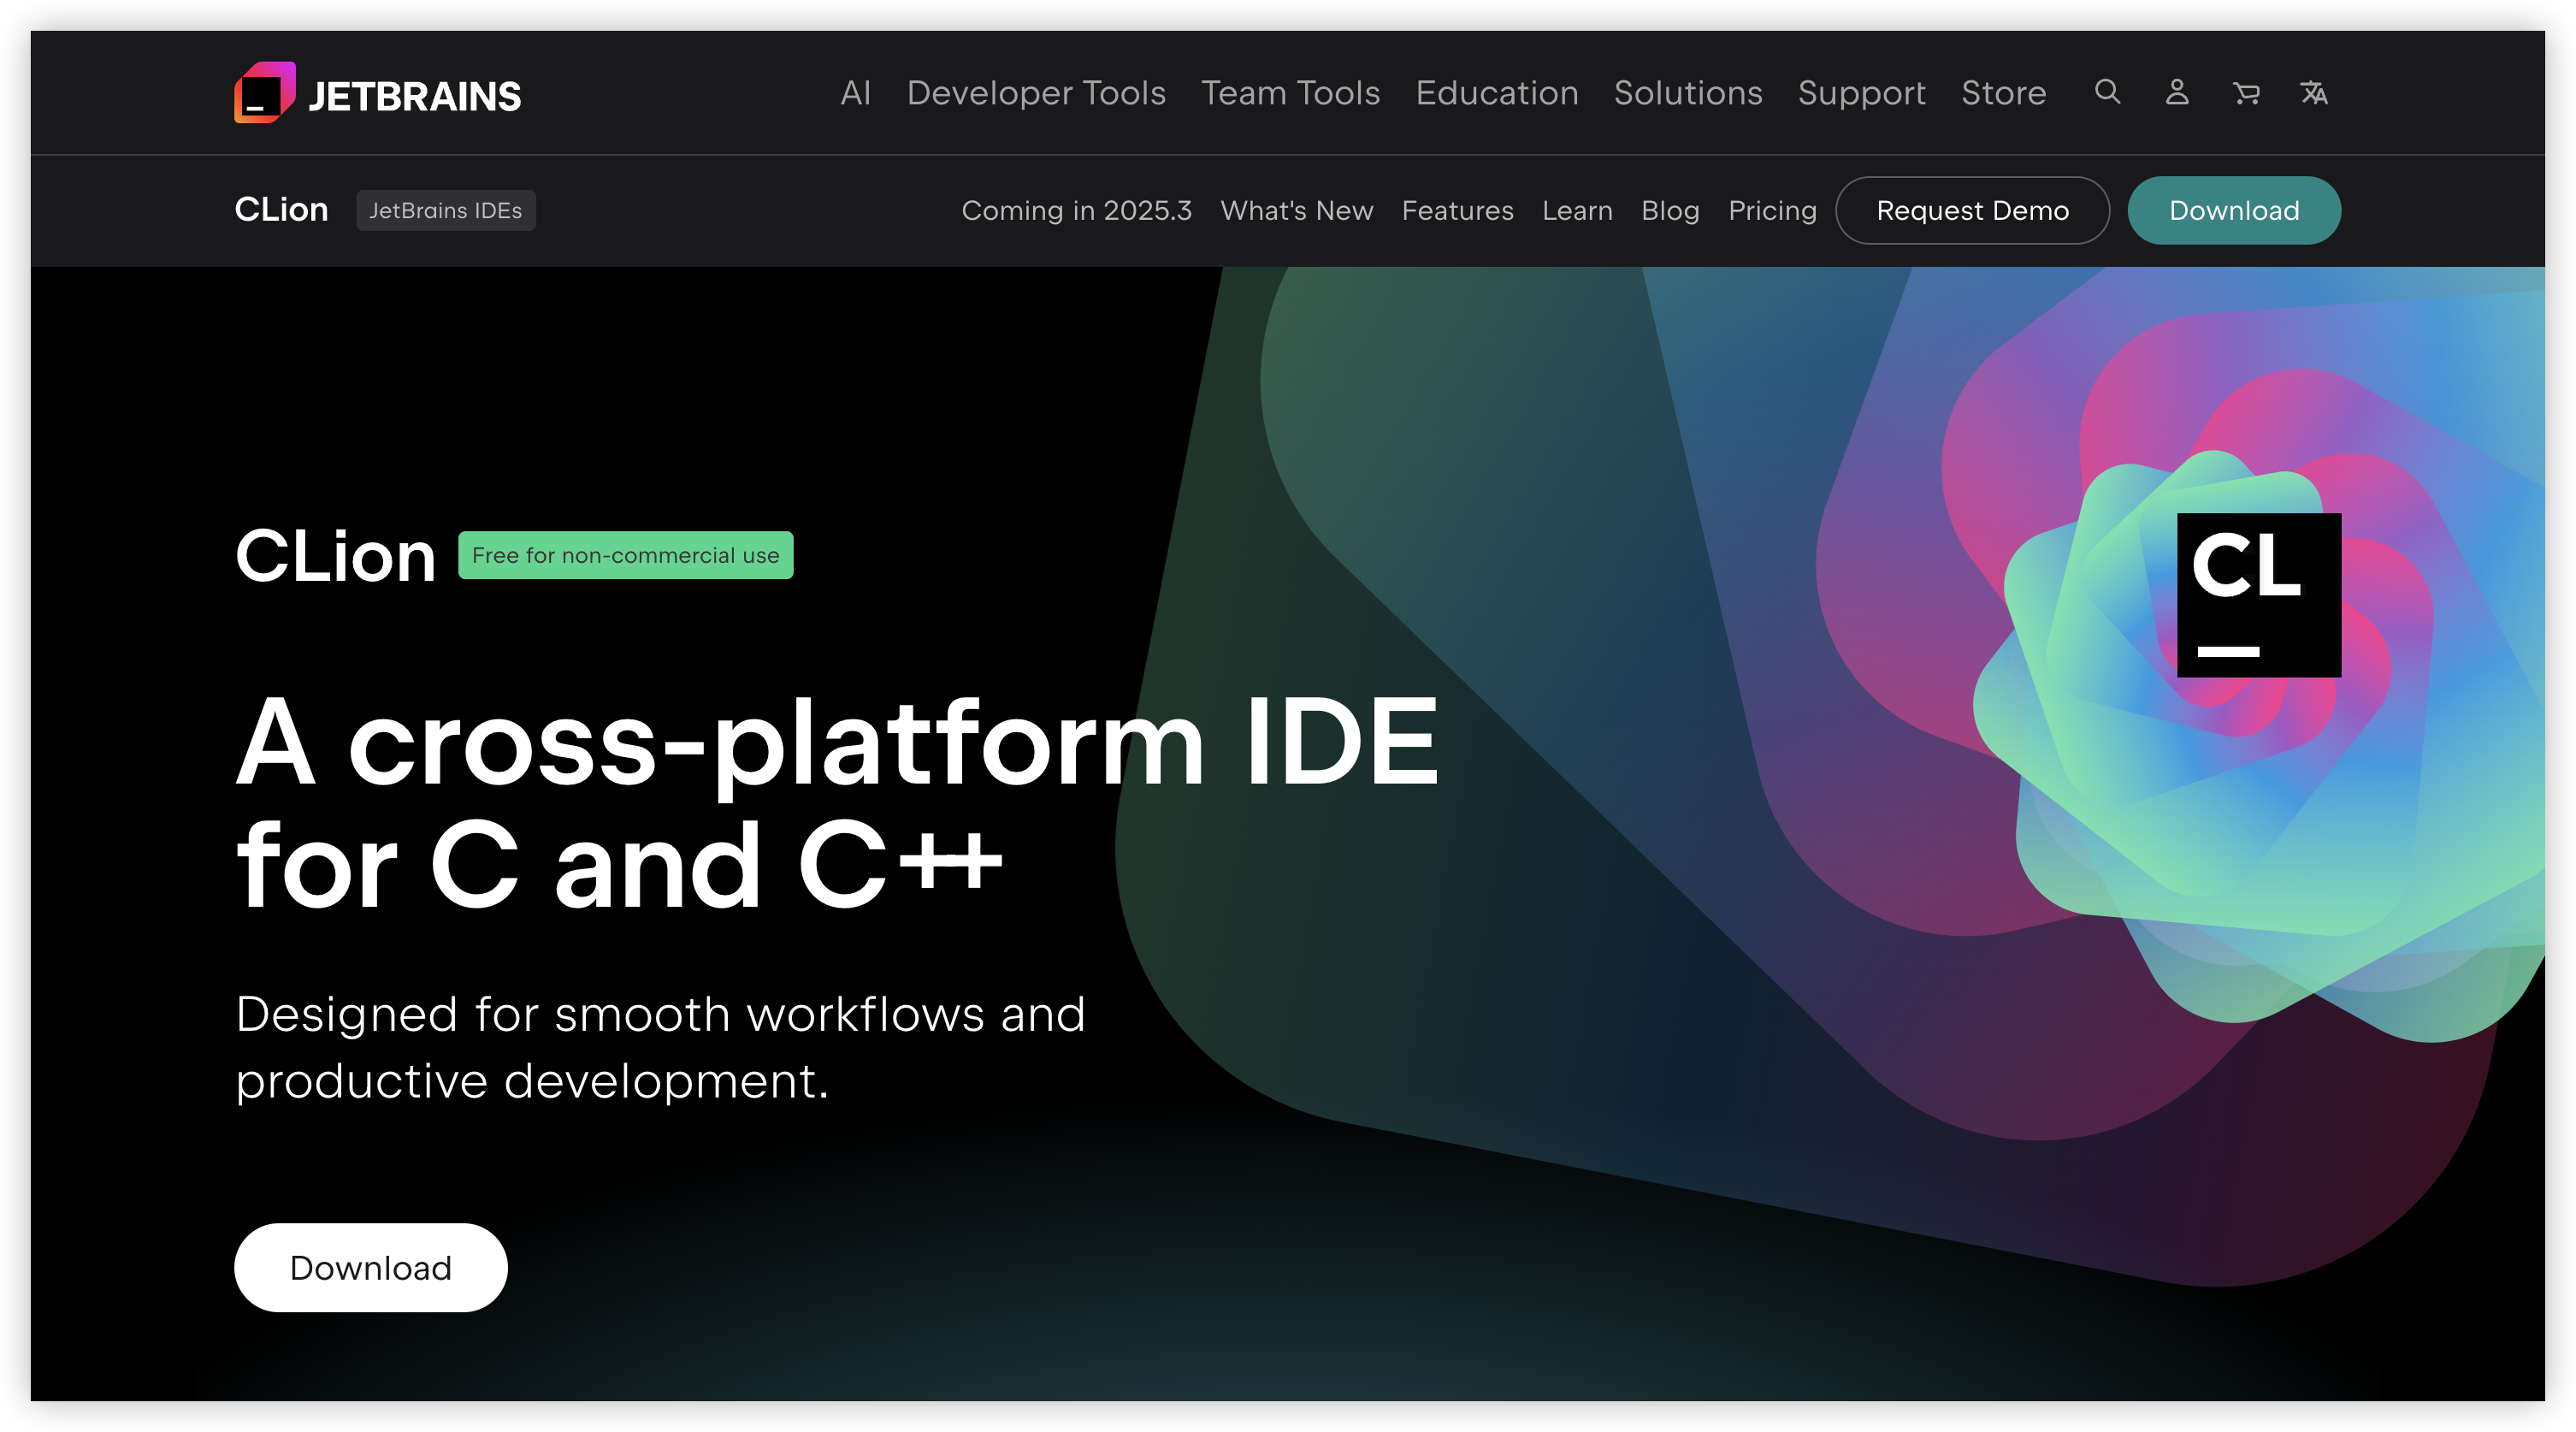 JETBRAINS
AI Developer Tools Team Tools Education Solutions Support Store
CLion JetBrains IDEs Coming in 2025.3 What's New Features Learn Blog Pricing Request Demo Download
CLion Free for non-commercial use
CL
A cross-platform IDE
for C and C++
Designed for smooth workflows and
productive development.
Download